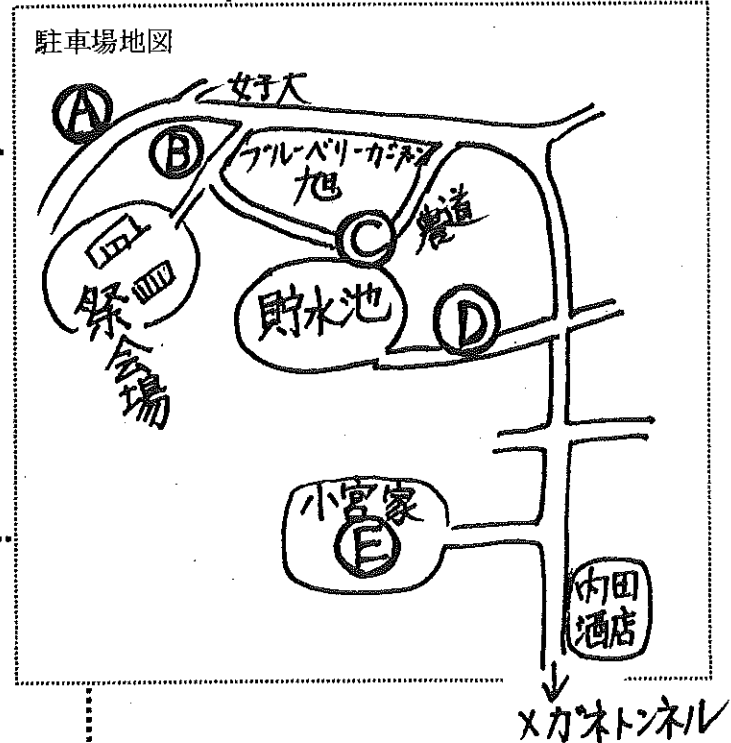 駐車場地図
女子大
A
B
ブルーベリーガーデン
旭
C
農道
祭
会
場
貯水池
D
小宮家
E
内田
酒店
メガネトンネル